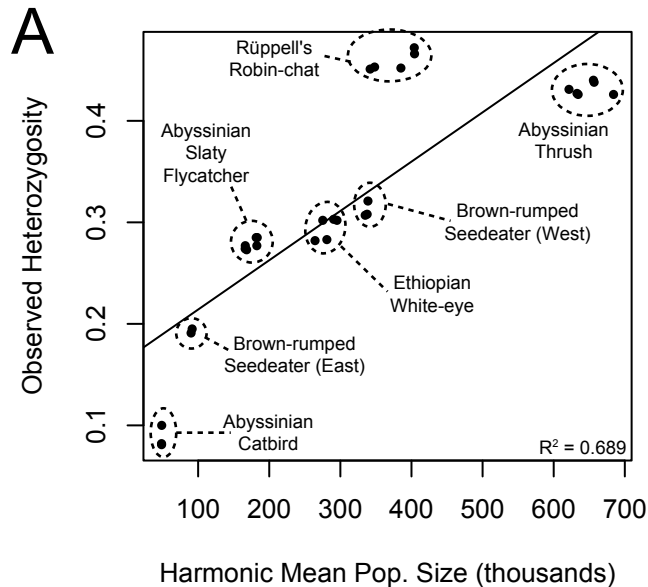 A
Rüppell's
Robin-chat
Abyssinian
Slaty
Flycatcher
Abyssinian
Thrush
Brown-rumped
Seedeater (West)
Ethiopian
White-eye
Brown-rumped
Seedeater (East)
Abyssinian
Catbird
R² = 0.689
Observed Heterozygosity
0.1
0.2
0.3
0.4
100 200 300 400 500 600 700
Harmonic Mean Pop. Size (thousands)